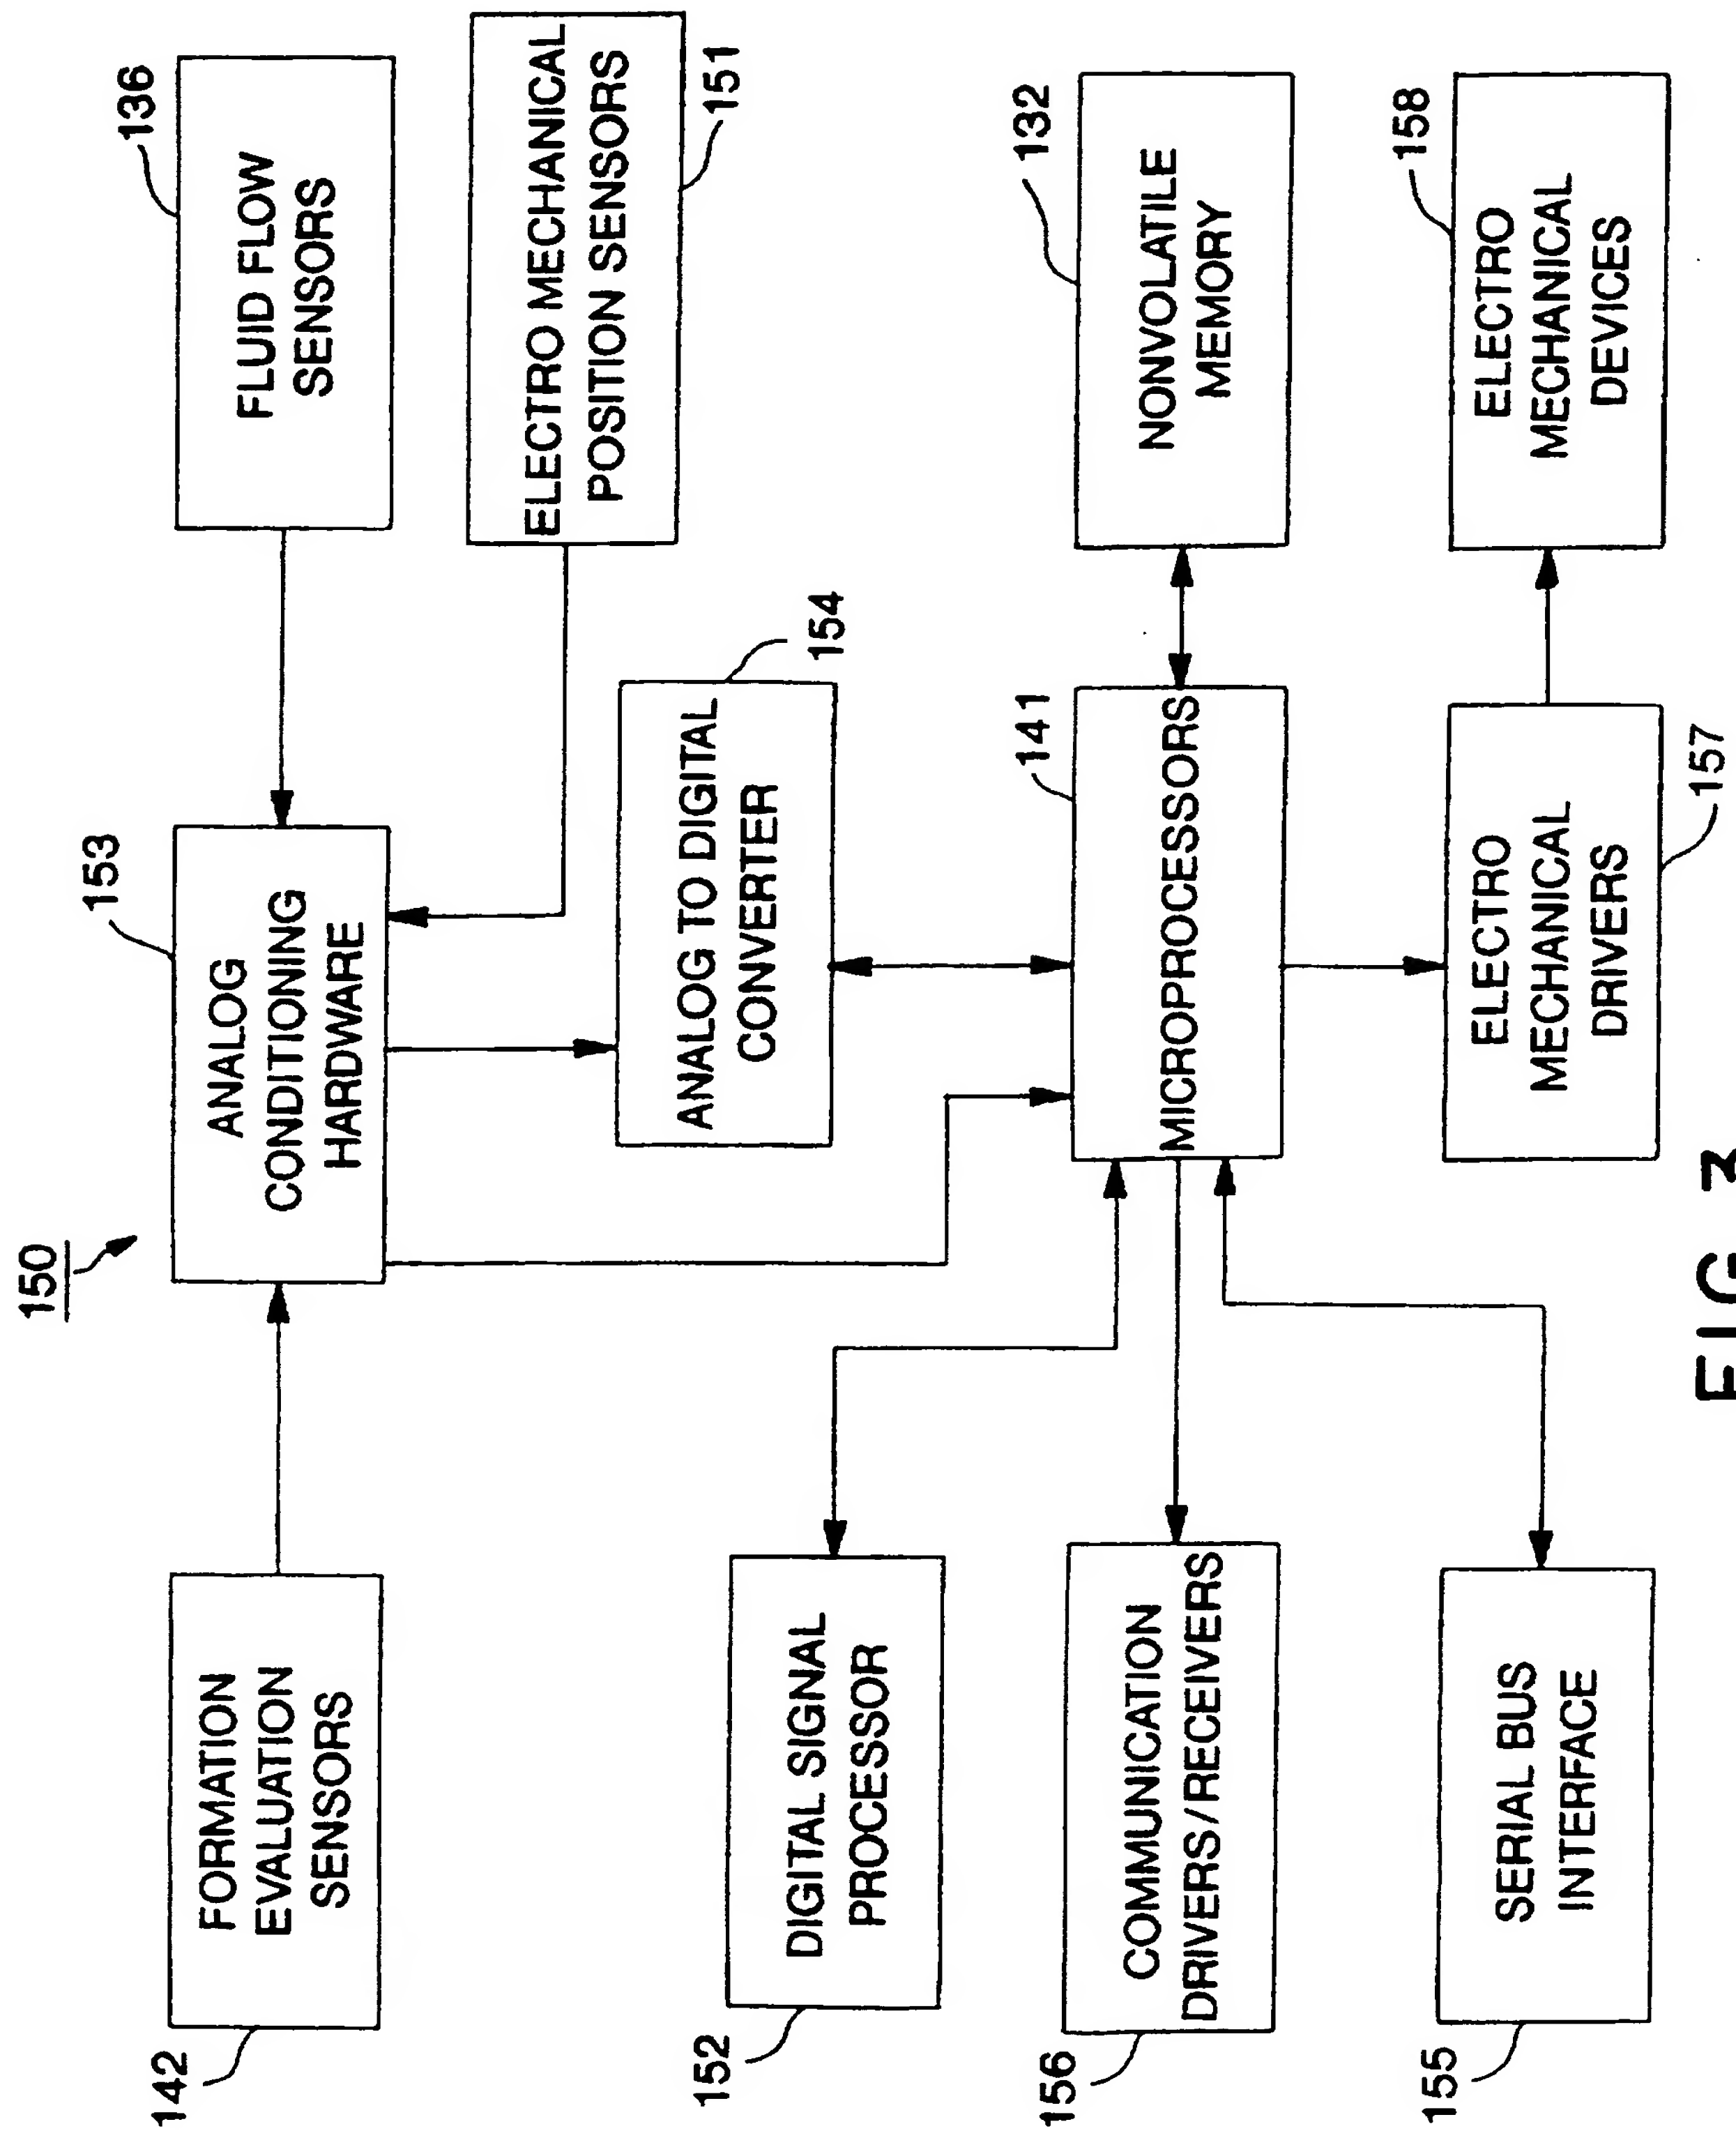 150
142
FORMATION
EVALUATION
SENSORS
153
ANALOG
CONDITIONING
HARDWARE
136
FLUID FLOW
SENSORS
ELECTRO MECHANICAL
POSITION SENSORS
151
ANALOG TO DIGITAL
CONVERTER
154
152
DIGITAL SIGNAL
PROCESSOR
156
COMMUNICATION
DRIVERS/RECEIVERS
141
MICROPROCESSORS
132
NONVOLATILE
MEMORY
155
SERIAL BUS
INTERFACE
ELECTRO
MECHANICAL
DRIVERS
157
158
ELECTRO
MECHANICAL
DEVICES
FIG. 3